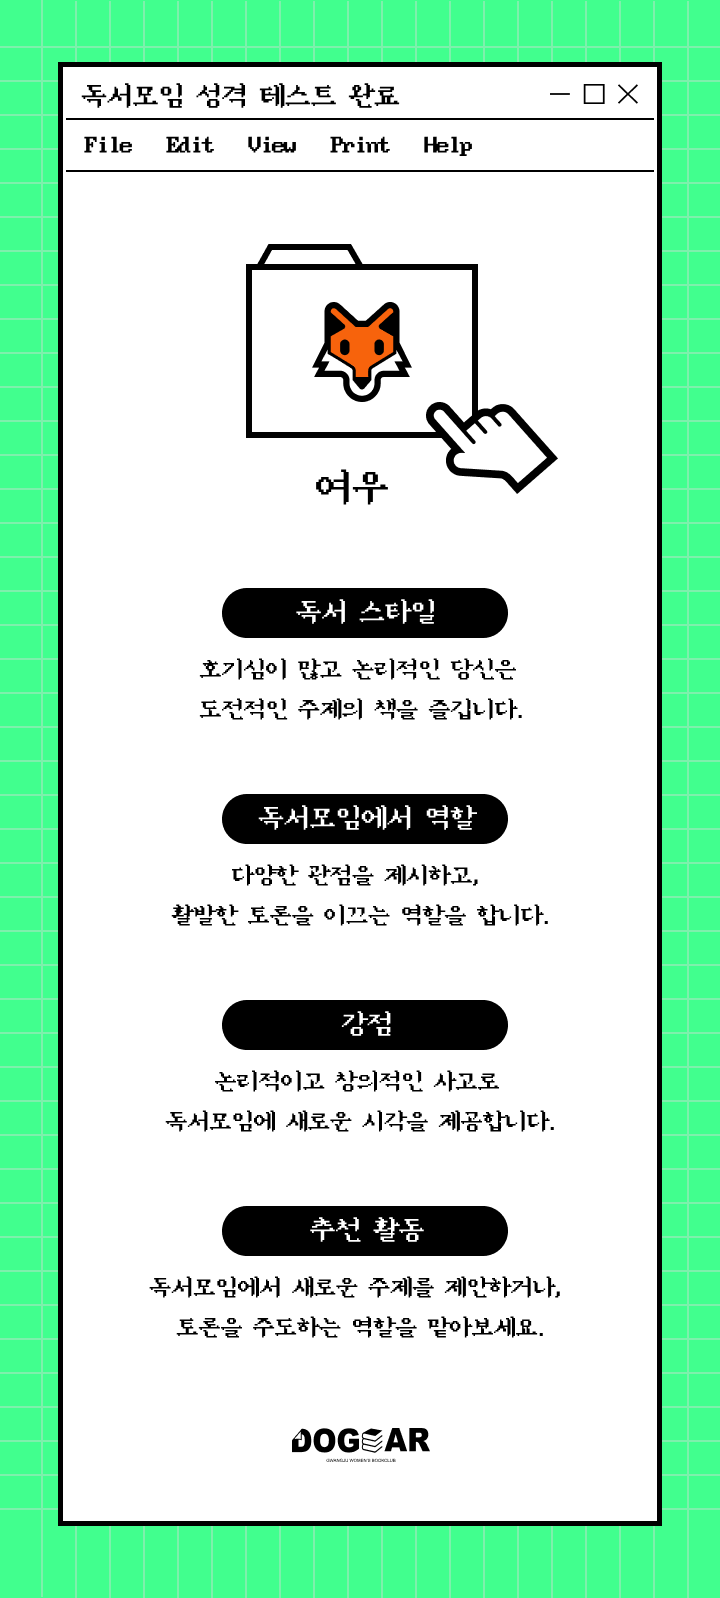 독서모임 성격 테스트 완료
File Edit View Print Help
여우
독서 스타일
호기심이 많고 논리적인 당신은
도전적인 주제의 책을 즐깁니다.
독서모임에서 역할
다양한 관점을 제시하고,
활발한 토론을 이끄는 역할을 합니다.
강점
논리적이고 창의적인 사고로
독서모임에 새로운 시각을 제공합니다.
추천 활동
독서모임에서 새로운 주제를 제안하거나,
토론을 주도하는 역할을 맡아보세요.
DOGEAR
GWANGJU WOMEN'S BOOKCLUB